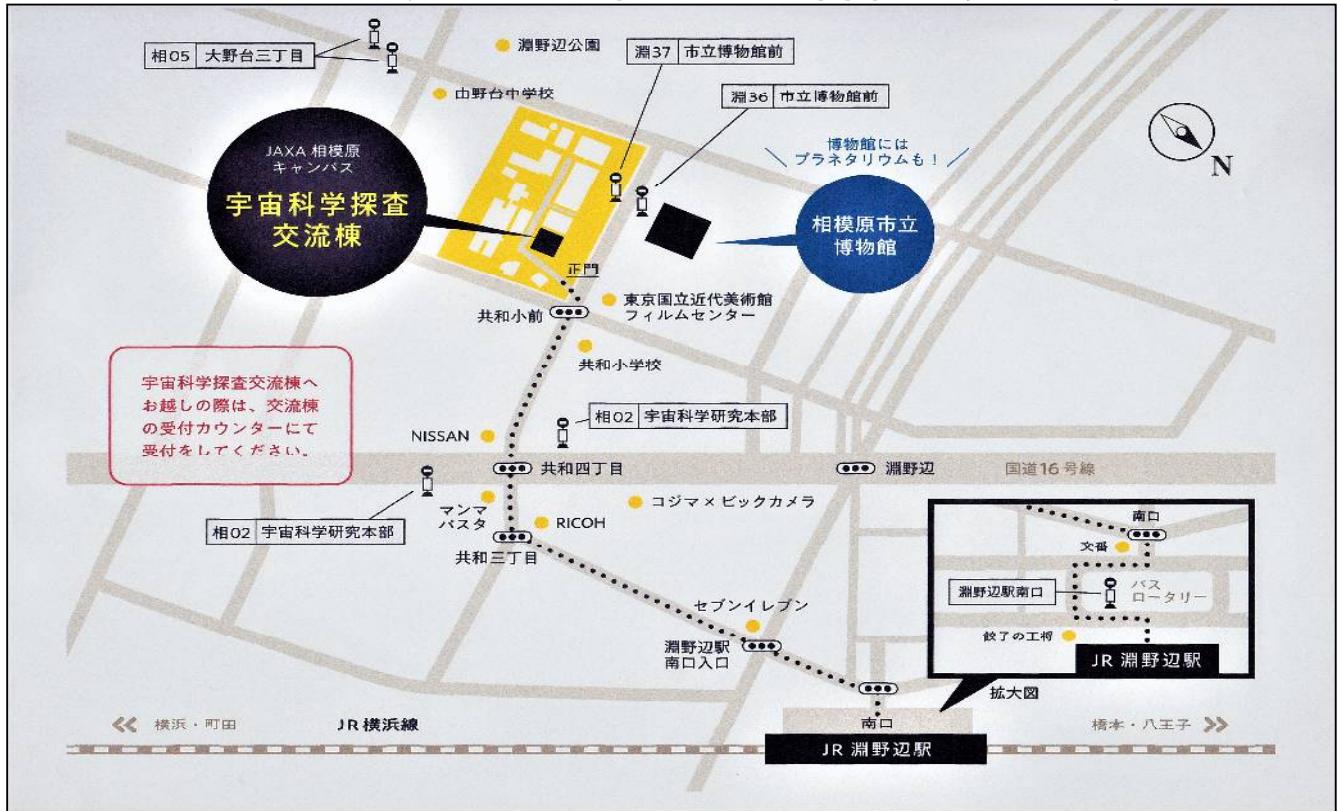 相05 大野台三丁目
淵野辺公園
淵37 市立博物館前
由野台中学校
淵36 市立博物館前
JAXA 相模原
キャンパス
宇宙科学探査
交流棟
博物館には
プラネタリウムも！
N
相模原市立
博物館
正門
共和小前
東京国立近代美術館
フィルムセンター
共和小学校
宇宙科学探査交流棟へ
お越しの際は、交流棟
の受付カウンターにて
受付をしてください。
相02 宇宙科学研究本部
NISSAN
共和四丁目
淵野辺
国道16号線
マンマ
パスタ
コジマ×ビックカメラ
RICOH
相02 宇宙科学研究本部
共和三丁目
南口
交番
淵野辺駅南口
バス
ロータリー
餃子の王将
JR 淵野辺駅
拡大図
セブンイレブン
淵野辺駅
南口入口
横浜・町田
JR横浜線
南口
JR 淵野辺駅
橋本・八王子